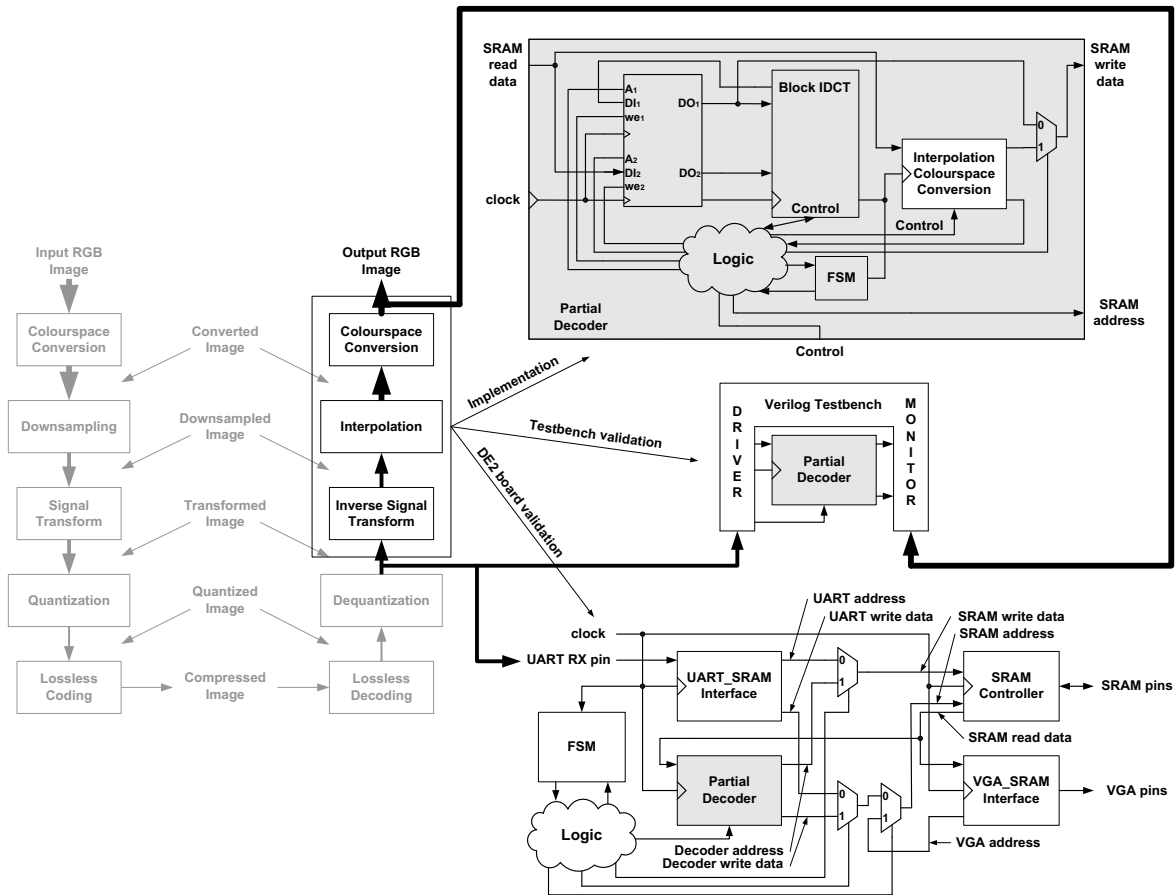 SRAM
read
data
SRAM
write
data
A1
DI1
we1
DO1
A2
DI2
we2
DO2
Block IDCT
Control
0
1
Interpolation
Colourspace
Conversion
Control
clock
Logic
FSM
Partial
Decoder
SRAM
address
Control
Input RGB
Image
Output RGB
Image
Colourspace
Conversion
Converted
Image
Colourspace
Conversion
Downsampling
Downsampled
Image
Interpolation
Signal
Transform
Transformed
Image
Inverse Signal
Transform
Quantization
Quantized
Image
Dequantization
Lossless
Coding
Compressed
Image
Lossless
Decoding
Implementation
Testbench validation
DE2 board validation
DRIVER
Verilog Testbench
MONITOR
Partial
Decoder
clock
UART RX pin
UART address
UART write data
SRAM write data
SRAM address
UART_SRAM
Interface
0
1
SRAM
Controller
SRAM pins
SRAM read data
FSM
Partial
Decoder
0
1
0
1
VGA_SRAM
Interface
VGA pins
Logic
Decoder address
Decoder write data
VGA address